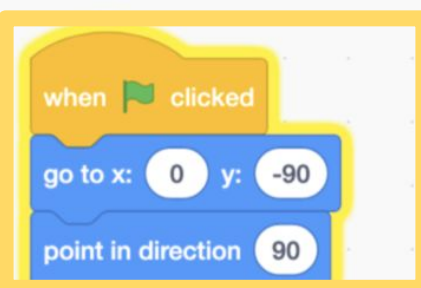 when clicked
go to x: 0 y: -90
point in direction 90